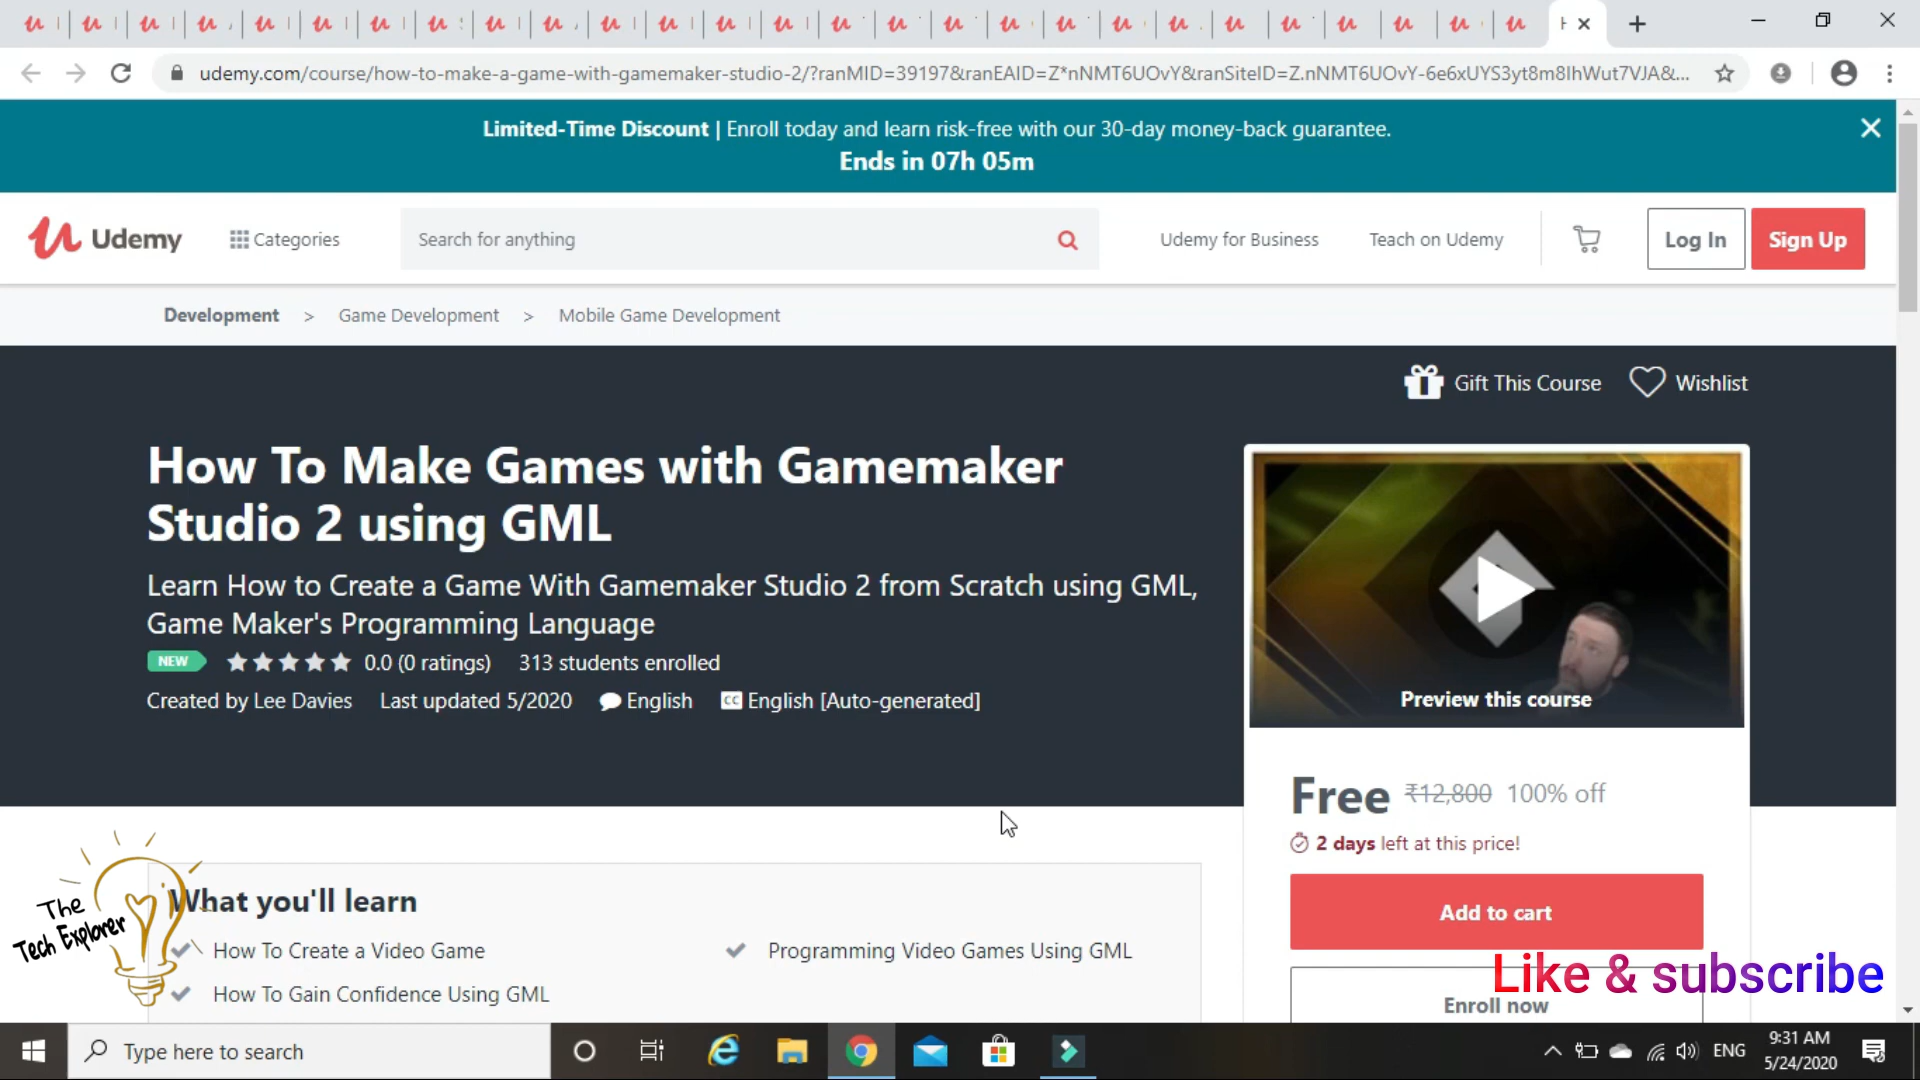 udemy.com/course/how-to-make-a-game-with-gamemaker-studio-2/?ranMID=39197&ranEAID=Z*nNMT6UOvY&ranSiteID=Z.nNMT6UOvY-6e6xUYS3yt8m8IhWut7VJA&...
Limited-Time Discount | Enroll today and learn risk-free with our 30-day money-back guarantee.
Ends in 07h 05m
Udemy
Categories
Search for anything
Udemy for Business
Teach on Udemy
Log In
Sign Up
Development > Game Development > Mobile Game Development
Gift This Course
Wishlist
How To Make Games with Gamemaker
Studio 2 using GML
Learn How to Create a Game With Gamemaker Studio 2 from Scratch using GML,
Game Maker's Programming Language
NEW 0.0 (0 ratings) 313 students enrolled
Created by Lee Davies Last updated 5/2020 English CC English [Auto-generated]
Preview this course
Free ₹12,800 100% off
2 days left at this price!
Add to cart
Enroll now
What you'll learn
How To Create a Video Game
Programming Video Games Using GML
How To Gain Confidence Using GML
The
Tech Explorer
Like & subscribe
Type here to search
ENG
9:31 AM
5/24/2020